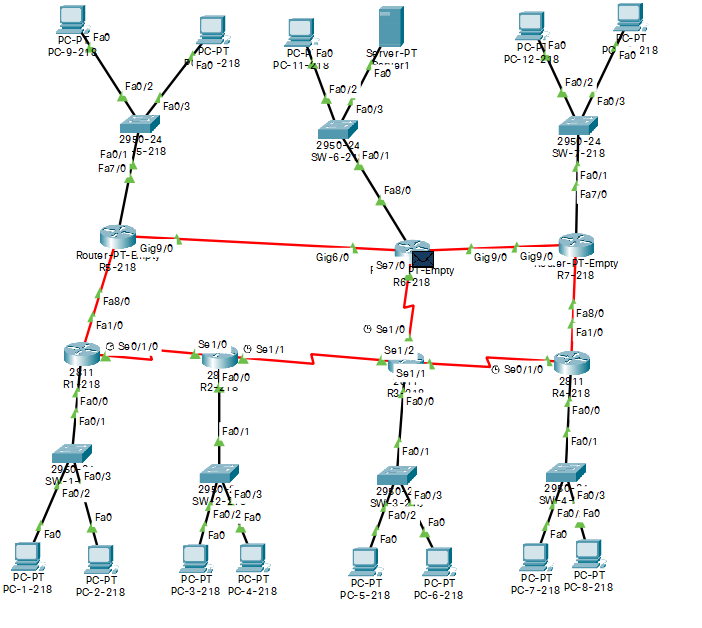 Fa0
PC-PT
PC-9-218
Fa0
PC-PT
-218
Fa0
PC-11-218
Server-PT
Fa0
Fa0
PC-12-218
Fa0
Fa0/2
Fa0/3
Fa0/2
Fa0/3
Fa0/2
Fa0/3
2950-24
Fa0/1
5-218
Fa7/0
2950-24
Fa0/1
Fa8/0
2950-24
Fa0/1
Fa7/0
Gig9/0
Router-PT-Empty
R5-218
Gig6/0
Se7/0
PT-Empty
R6-218
Gig9/0
Gig9/0
R7-218
Fa8/0
Fa1/0
Se1/0
Fa8/0
Fa1/0
Se0/1/0
2811
R1-218
Se1/0
Se1/1
Fa0/0
Se1/2
Se1/1
Se0/1/0
2811
R4-218
Fa0/0
Fa0/1
Fa0/1
Fa0/0
Fa0/1
Fa0/0
Fa0/1
Fa0/3
Fa0/2
Fa0/3
Fa0/2
Fa0/3
Fa0/2
Fa0/3
Fa0
Fa0
Fa0
Fa0
Fa0
Fa0
Fa0
Fa0
PC-PT
PC-1-218
PC-PT
PC-2-218
PC-PT
PC-3-218
PC-PT
PC-4-218
PC-PT
PC-5-218
PC-PT
PC-6-218
PC-PT
PC-7-218
PC-PT
PC-8-218